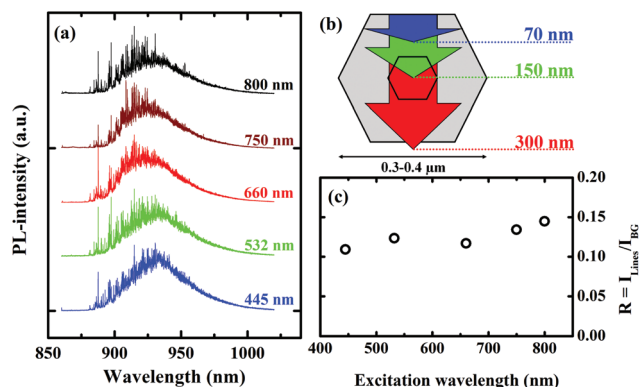 (a)
800 nm
750 nm
660 nm
532 nm
445 nm
PL-intensity (a.u.)
850 900 950 1000
Wavelength (nm)
(b)
70 nm
150 nm
300 nm
0.3-0.4 μm
(c)
0.20
0.15
0.10
0.05
0.00
R = I_Lines/I_BG
400 500 600 700 800
Excitation wavelength (nm)